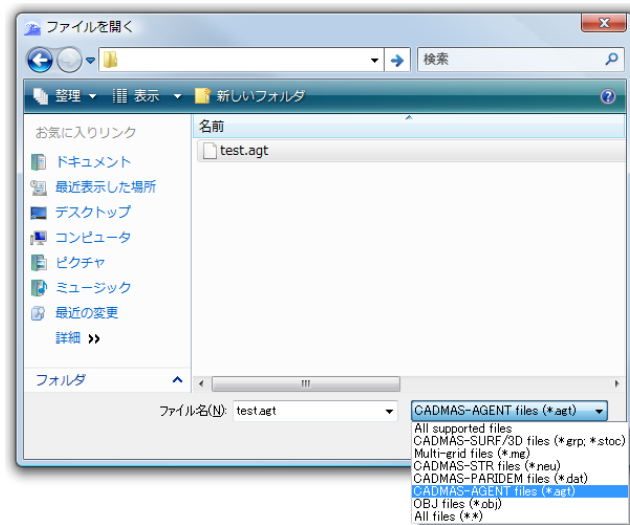 ファイルを開く
検索
整理 表示 新しいフォルダ
お気に入りリンク
ドキュメント
最近表示した場所
デスクトップ
コンピュータ
ピクチャ
ミュージック
最近の変更
詳細 >>
フォルダ
名前
test.agt
ファイル名(N): test.agt
CADMAS-AGENT files (*.agt)
All supported files
CADMAS-SURF/3D files (*.grp; *.stoc)
Multi-grid files (*.mg)
CADMAS-STR files (*.neu)
CADMAS-PARIDEM files (*.dat)
CADMAS-AGENT files (*.agt)
OBJ files (*.obj)
All files (*.*)